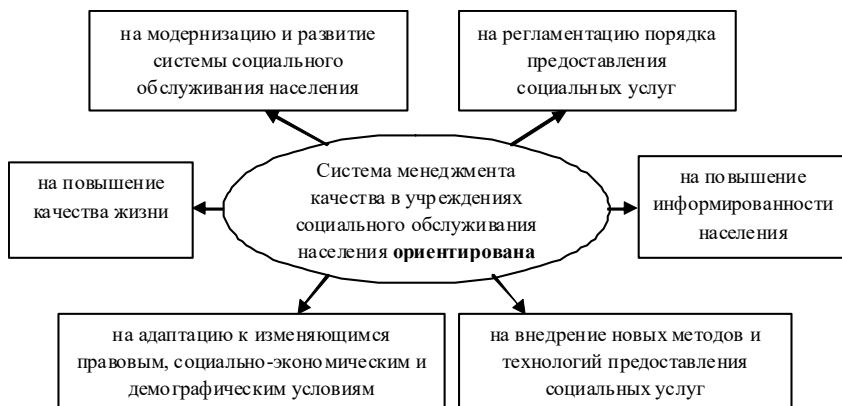 на модернизацию и развитие
системы социального
обслуживания населения
на регламентацию порядка
предоставления
социальных услуг
на повышение
качества жизни
Система менеджмента
качества в учреждениях
социального обслуживания
населения ориентирована
на повышение
информированности
населения
на адаптацию к изменяющимся
правовым, социально-экономическим и
демографическим условиям
на внедрение новых методов и
технологий предоставления
социальных услуг